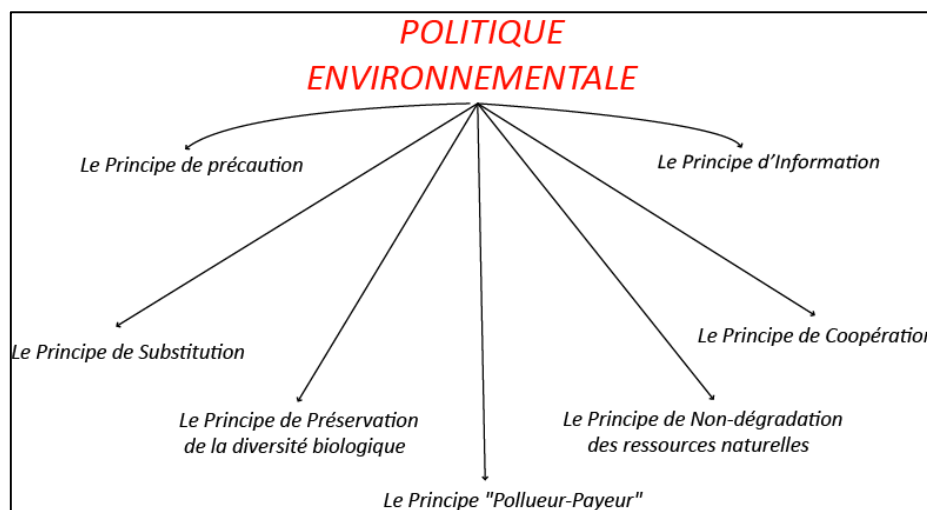 POLITIQUE
ENVIRONNEMENTALE
Le Principe de précaution
Le Principe d’Information
Le Principe de Substitution
Le Principe de Coopération
Le Principe de Préservation
de la diversité biologique
Le Principe de Non-dégradation
des ressources naturelles
Le Principe "Pollueur-Payeur"